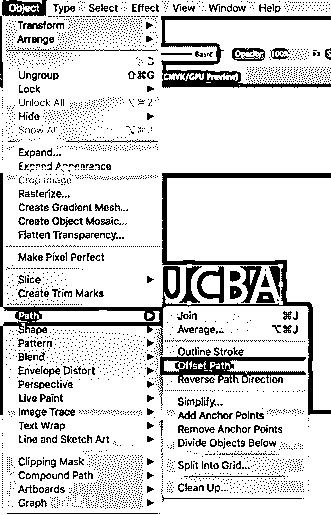 Object Type Select Effect View Window Help
Transform
Arrange
Basic Opacity: 100%
Ungroup ⇧⌘G
(CMYK/GPU Preview)
Lock
Unlock All ⌥⌘2
Hide
Show All ⌥⌘3
Expand...
Expand Appearance
Crop Image
Rasterize...
Create Gradient Mesh...
Create Object Mosaic...
Flatten Transparency...
Make Pixel Perfect
Slice
Create Trim Marks
UCBA
Path
Shape
Pattern
Blend
Envelope Distort
Perspective
Live Paint
Image Trace
Text Wrap
Line and Sketch Art
Clipping Mask
Compound Path
Artboards
Graph
Join ⌘J
Average... ⌥⌘J
Outline Stroke
Offset Path...
Reverse Path Direction
Simplify...
Add Anchor Points
Remove Anchor Points
Divide Objects Below
Split Into Grid...
Clean Up...